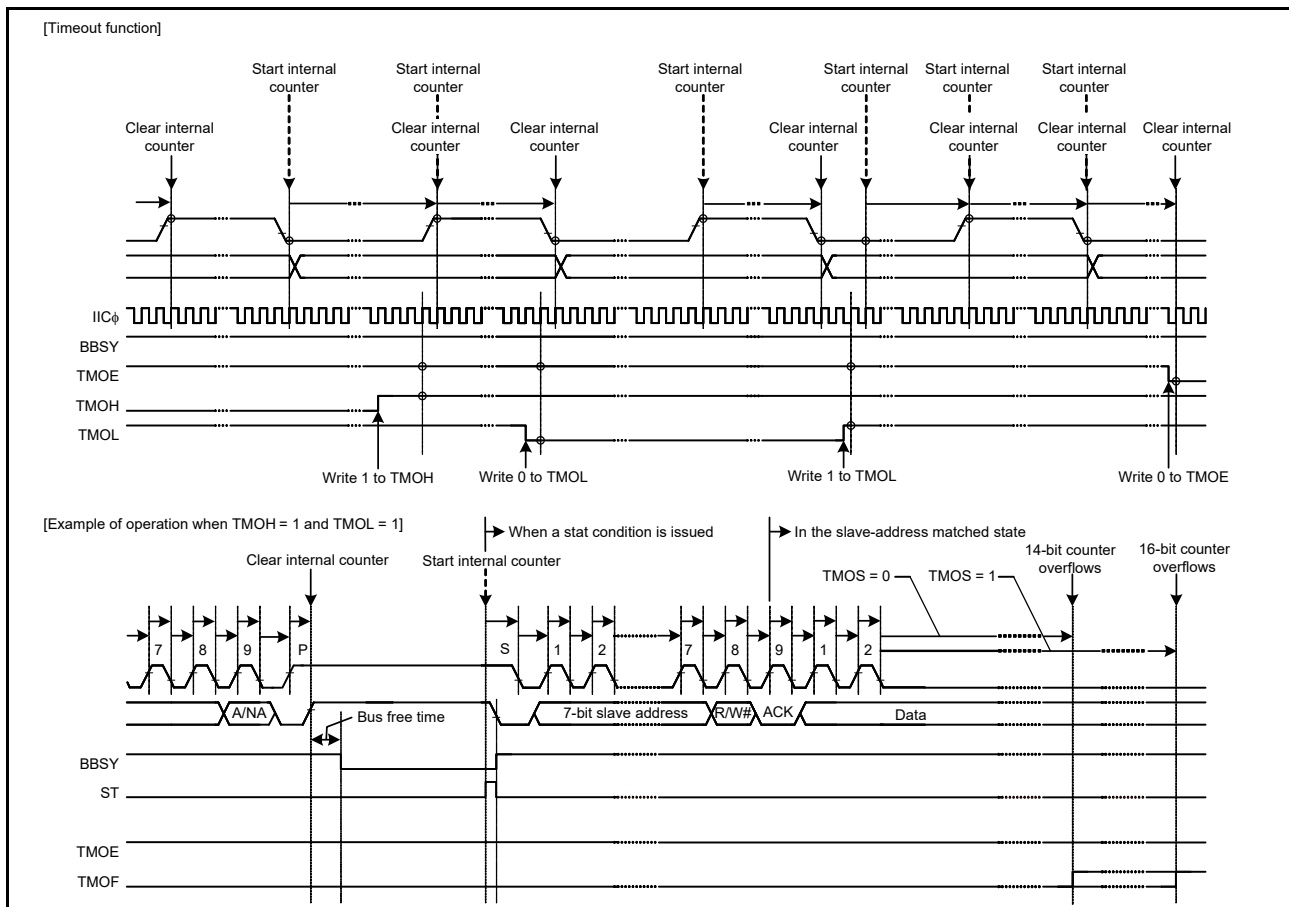 [Timeout function]
Start internal counter
Start internal counter
Start internal counter
Start internal counter
Start internal counter
Start internal counter
Clear internal counter
Clear internal counter
Clear internal counter
Clear internal counter
Clear internal counter
Clear internal counter
Clear internal counter
IICϕ
BBSY
TMOE
TMOH
TMOL
Write 1 to TMOH
Write 0 to TMOL
Write 1 to TMOL
Write 0 to TMOE
[Example of operation when TMOH = 1 and TMOL = 1]
When a stat condition is issued
In the slave-address matched state
Clear internal counter
Start internal counter
14-bit counter overflows
16-bit counter overflows
TMOS = 0
TMOS = 1
7 8 9 P S 1 2 7 8 9 1 2
A/NA
7-bit slave address
R/W#
ACK
Data
Bus free time
BBSY
ST
TMOE
TMOF